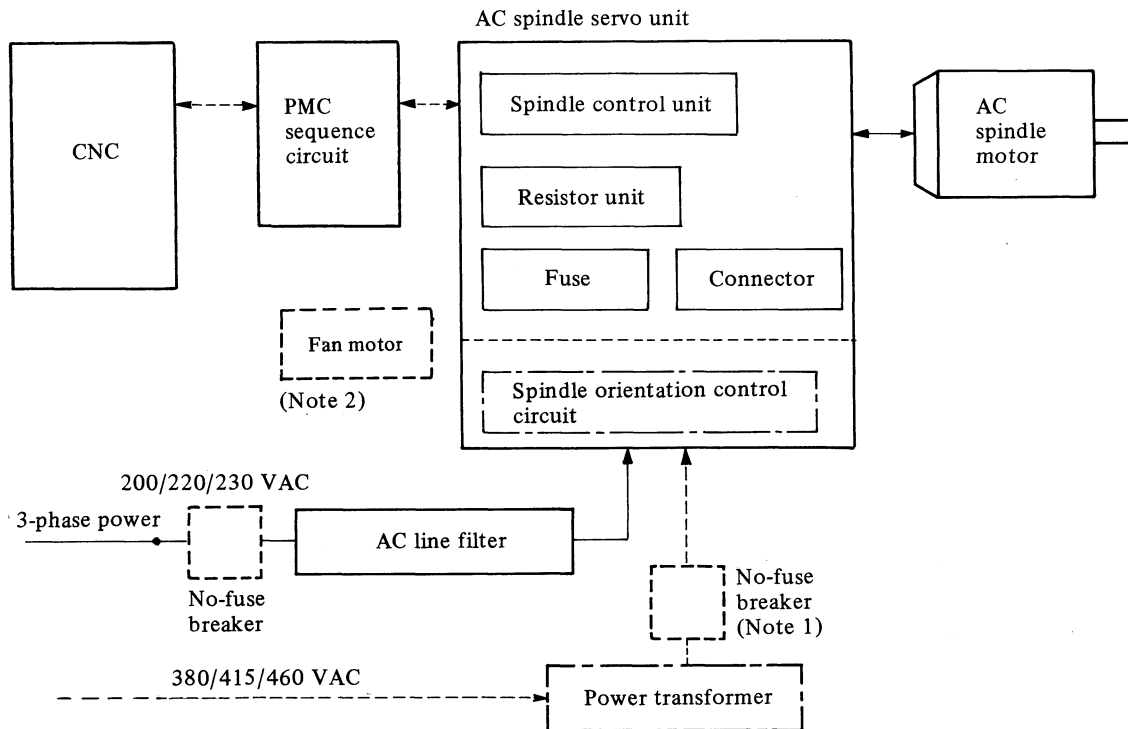 AC spindle servo unit
CNC
PMC
sequence
circuit
Spindle control unit
AC
spindle
motor
Resistor unit
Fuse
Connector
Fan motor
(Note 2)
Spindle orientation control
circuit
200/220/230 VAC
3-phase power
AC line filter
No-fuse
breaker
No-fuse
breaker
(Note 1)
380/415/460 VAC
Power transformer